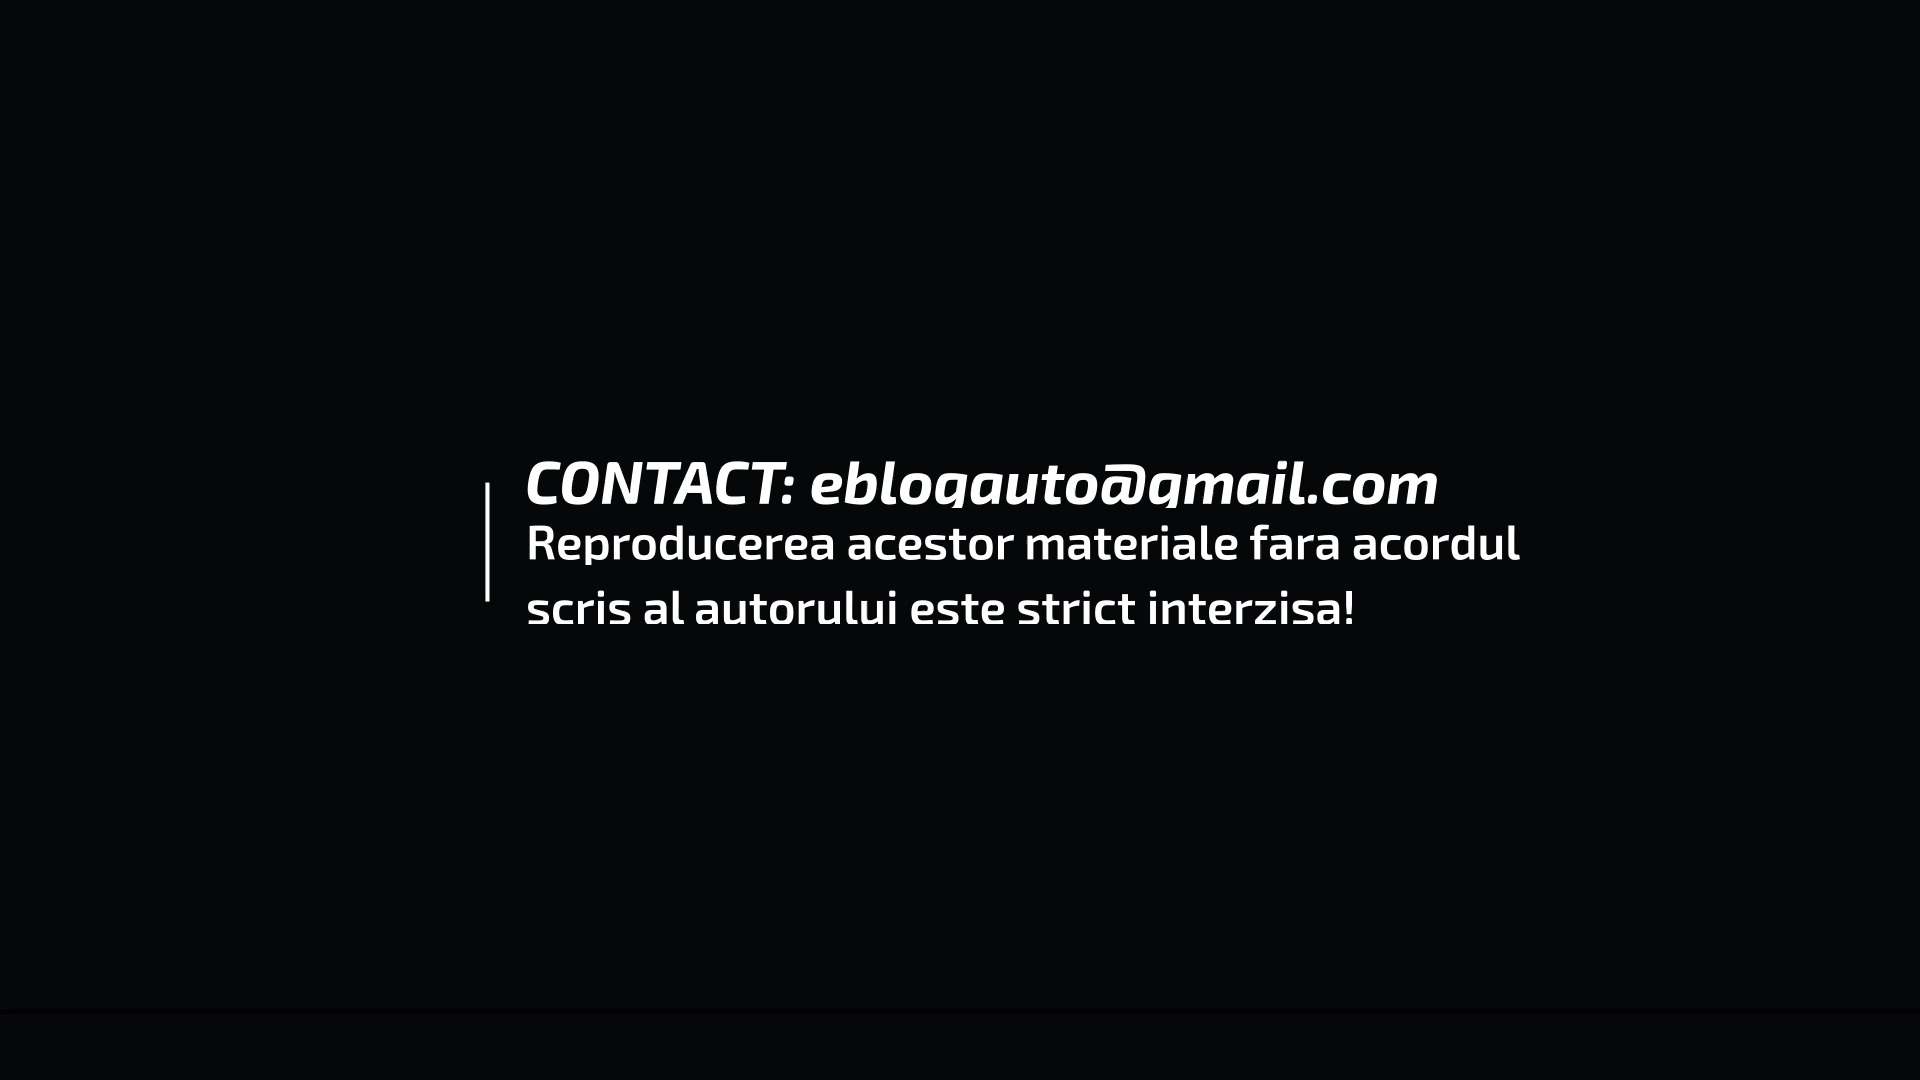 CONTACT: eblogauto@gmail.com
Reproducerea acestor materiale fara acordul
scris al autorului este strict interzisa!